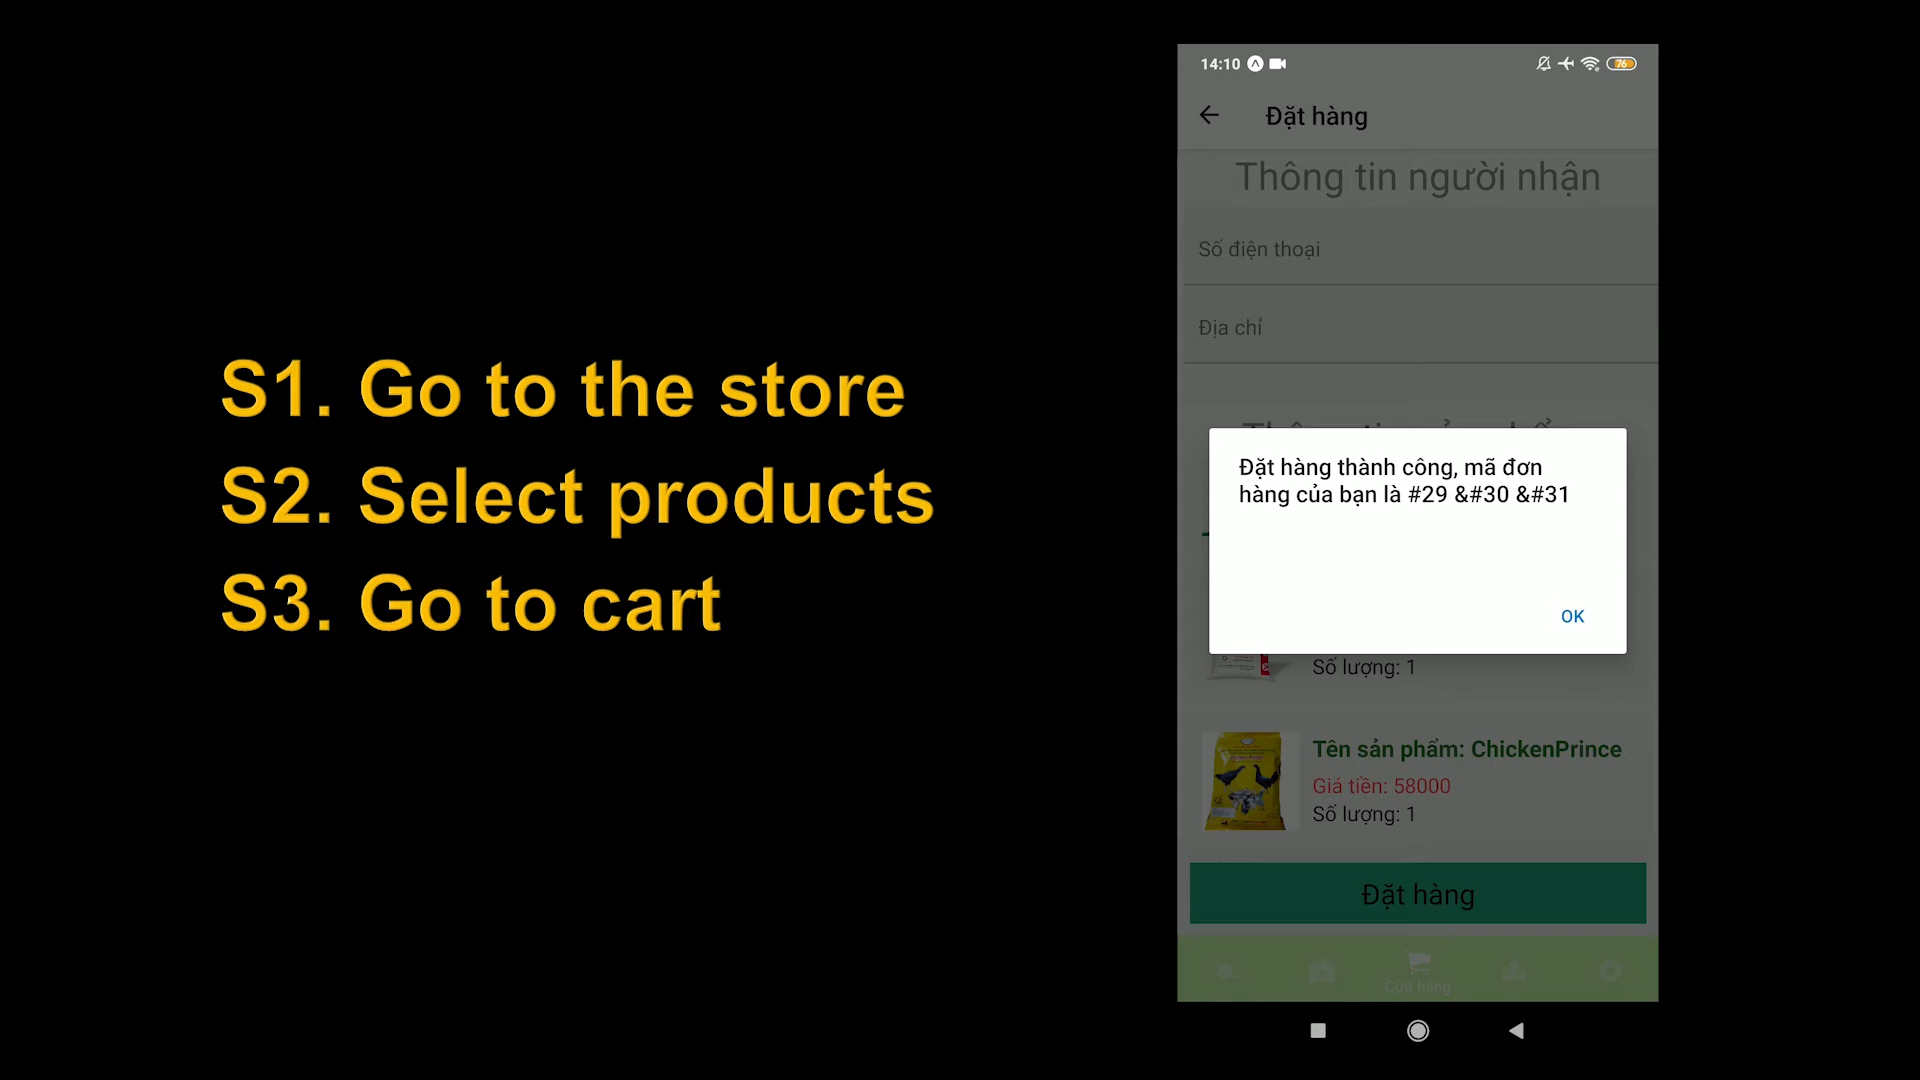 S1. Go to the store
S2. Select products
S3. Go to cart
14:10
76
Đặt hàng
Thông tin người nhận
Số điện thoại
Địa chỉ
Đặt hàng thành công, mã đơn
hàng của bạn là #29 &#30 &#31
OK
Số lượng: 1
Tên sản phẩm: ChickenPrince
Giá tiền: 58000
Số lượng: 1
Đặt hàng
Cửa hàng